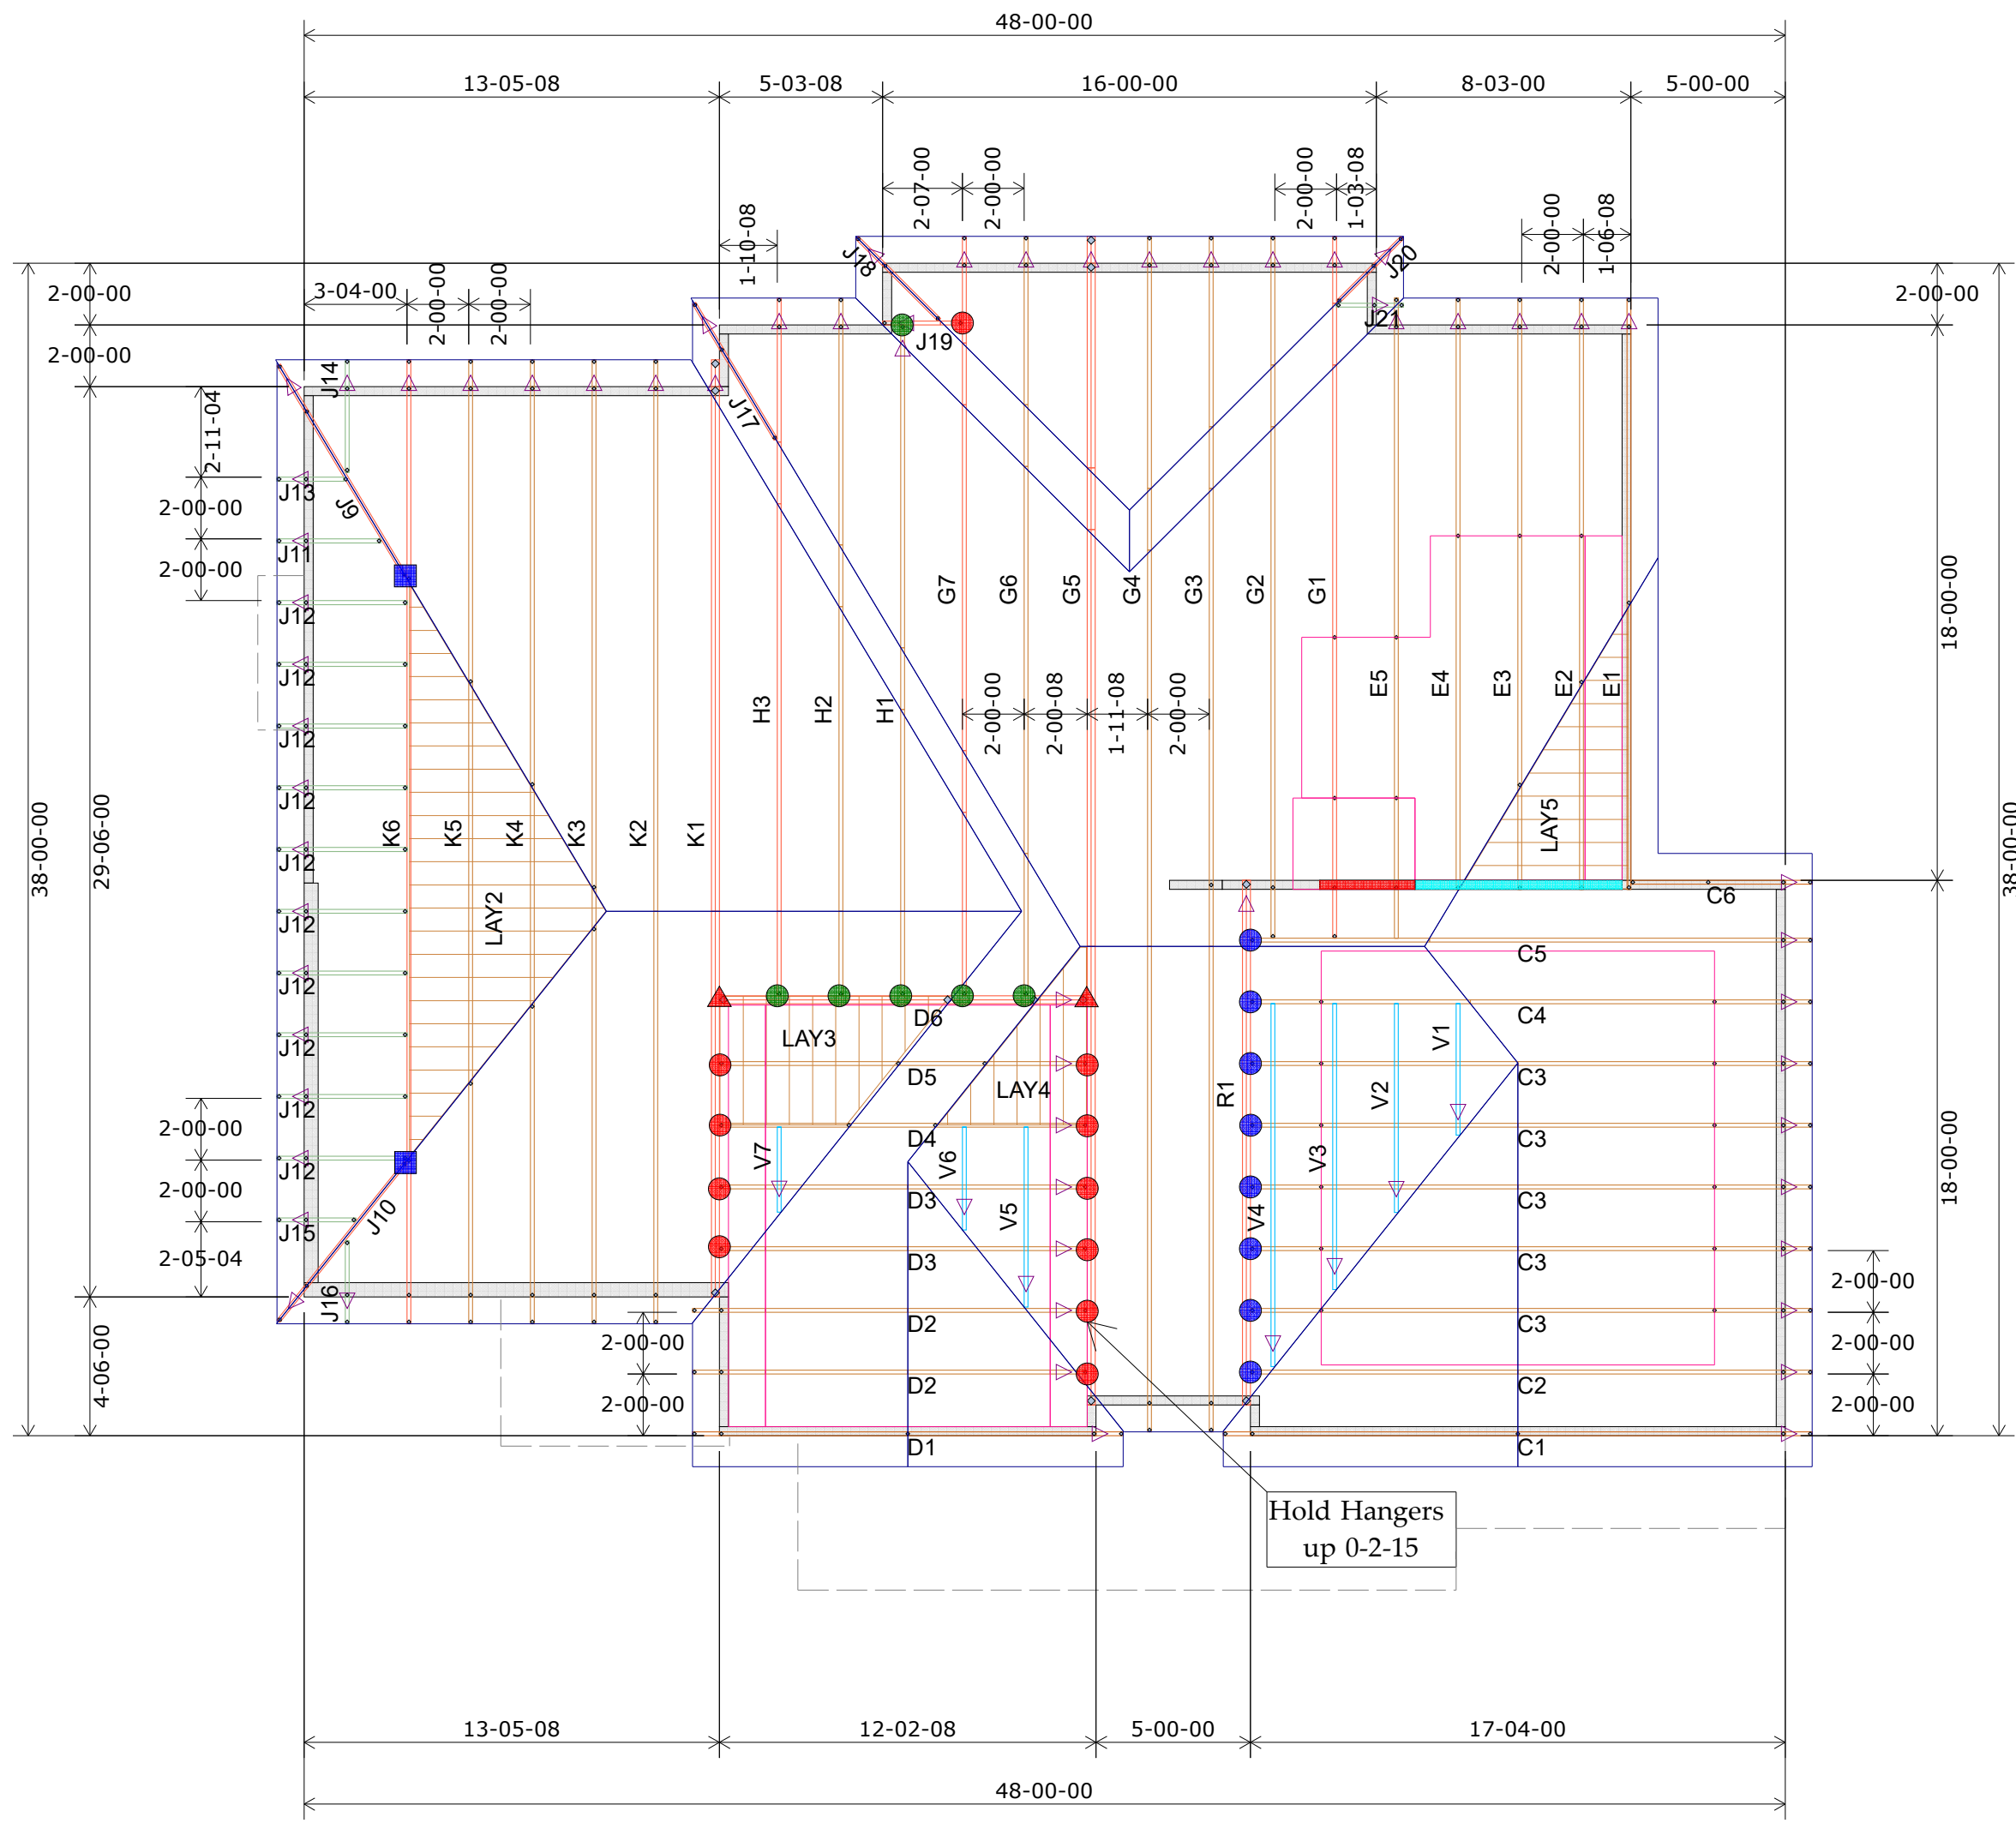 48-00-00
13-05-08
5-03-08
16-00-00
8-03-00
5-00-00
2-07-00
2-00-00
2-00-00
1-03-08
2-00-00
1-06-08
1-10-08
2-00-00
2-00-00
3-04-00
2-00-00
2-00-00
2-00-00
J18
J20
J21
J19
J14
J17
2-11-04
2-00-00
2-00-00
J13
J9
J11
J12
J12
J12
J12
J12
J12
J12
J12
J12
J12
J15
J10
J16
38-00-00
29-06-00
4-06-00
2-00-00
2-00-00
2-05-04
K6
K5
K4
K3
K2
K1
LAY2
H3
H2
H1
G7
G6
G5
G4
G3
G2
G1
2-00-00
2-00-08
1-11-08
2-00-00
E5
E4
E3
E2
E1
LAY5
18-00-00
38-00-00
18-00-00
C6
C5
C4
C3
C3
C3
C3
C3
C2
C1
D6
LAY3
D5
LAY4
D4
D3
D3
D2
D2
D1
V7
V6
V5
R1
V4
V3
V2
V1
2-00-00
2-00-00
2-00-00
2-00-00
2-00-00
Hold Hangers
up 0-2-15
13-05-08
12-02-08
5-00-00
17-04-00
48-00-00